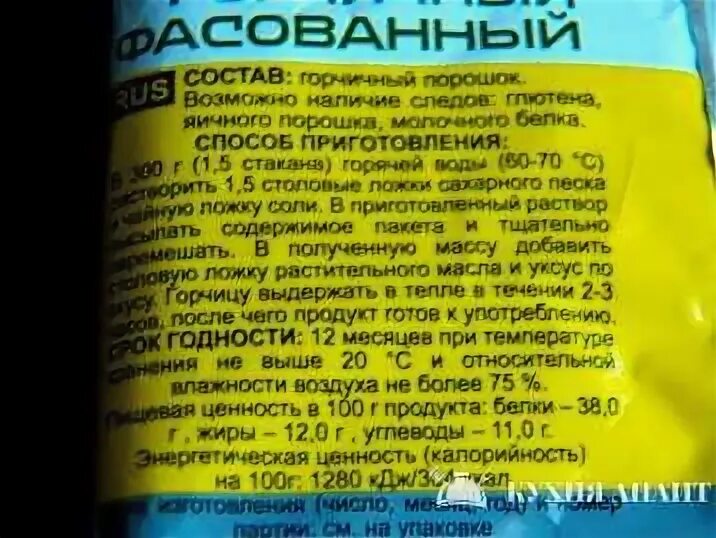 ФАСОВАННЫЙ
RUS СОСТАВ: горчичный порошок.
Возможно наличие следов: глютена,
яичного порошка, молочного белка.
СПОСОБ ПРИГОТОВЛЕНИЯ:
В 300 г (1,5 стакана) горячей воды (60-70 °С)
растворить 1,5 столовые ложки сахарного песка
и чайную ложку соли. В приготовленный раствор
всыпать содержимое пакета и тщательно
перемешать. В полученную массу добавить
столовую ложку растительного масла и уксус по
вкусу. Горчицу выдержать в тепле в течении 2-3
часов, после чего продукт готов к употреблению.
СРОК ГОДНОСТИ: 12 месяцев при температуре
хранения не выше 20 °С и относительной
влажности воздуха не более 75 %.
Пищевая ценность в 100 г продукта: белки – 38,0
г , жиры – 12,0 г , углеводы – 11,0 г.
Энергетическая ценность (калорийность)
на 100г: 1280 кДж/30 ккал
изготовления (число, месяц, год) и номер
партии: см. на упаковке